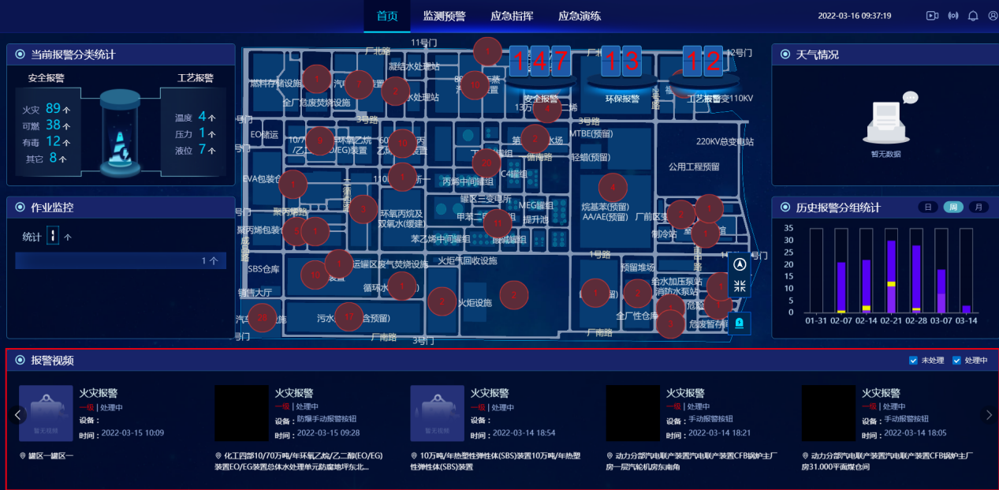 首页 监测预警 应急指挥 应急演练
2022-03-16 09:37:19
当前报警分类统计
安全报警
工艺报警
火灾 89个
可燃 38个
有毒 12个
其它 8个
温度 4个
压力 1个
液位 7个
作业监控
统计 1 个
1 个
11号门
厂北路
凝结水处理站
燃料存储设施
全厂危废焚烧设施
水处理站
3号路
147
安全报警
13
环保报警
12
工艺报警
12号门
变110KV
3号路
MTBE(预留)
轻蜡(预留)
220KV总变电站
公用工程预留
EO储运
EVA包装仓
聚丙烯路
聚丙烯包装仓
SBS仓库
销售大厅
C4罐组
丙烯中间罐组
罐区三变电所
MEG罐组
提升池
环氧丙烷及
双氧水(缓建)
苯乙烯中间罐组
火炬气回收设施
运罐区废气焚烧设施
火炬设施
烷基苯(预留)
AA/AE(预留)
厂前区变
制冷站
1号路
预留堆场
给水加压泵站
消防水泵站
全厂性仓库
危废暂存间
厂南路
3号门
厂南路
天气情况
暂无数据
历史报警分组统计
日 周 月
35
30
25
20
15
10
5
0
01-31 02-07 02-14 02-21 02-28 03-07 03-14
报警视频
未处理 处理中
暂无视频
火灾报警
一级 | 处理中
设备：
时间：2022-03-15 10:09
罐区一罐区一
火灾报警
一级 | 处理中
设备：防爆手动报警按钮
时间：2022-03-15 09:28
化工四部10/70万吨/年环氧乙烷/乙二醇(EO/EG)
装置EO/EG装置总体水处理单元防腐地坪东北...
暂无视频
火灾报警
一级 | 处理中
设备：
时间：2022-03-14 18:54
10万吨/年热塑性弹性体(SBS)装置10万吨/年热塑
性弹性体(SBS)装置
火灾报警
一级 | 处理中
设备：手动报警按钮
时间：2022-03-14 18:21
动力分部汽电联产装置汽电联产装置CFB锅炉主厂
房一层汽轮机房东南角
火灾报警
一级 | 处理中
设备：手动报警按钮
时间：2022-03-14 18:05
动力分部汽电联产装置汽电联产装置CFB锅炉主厂
房31.000平面煤仓间